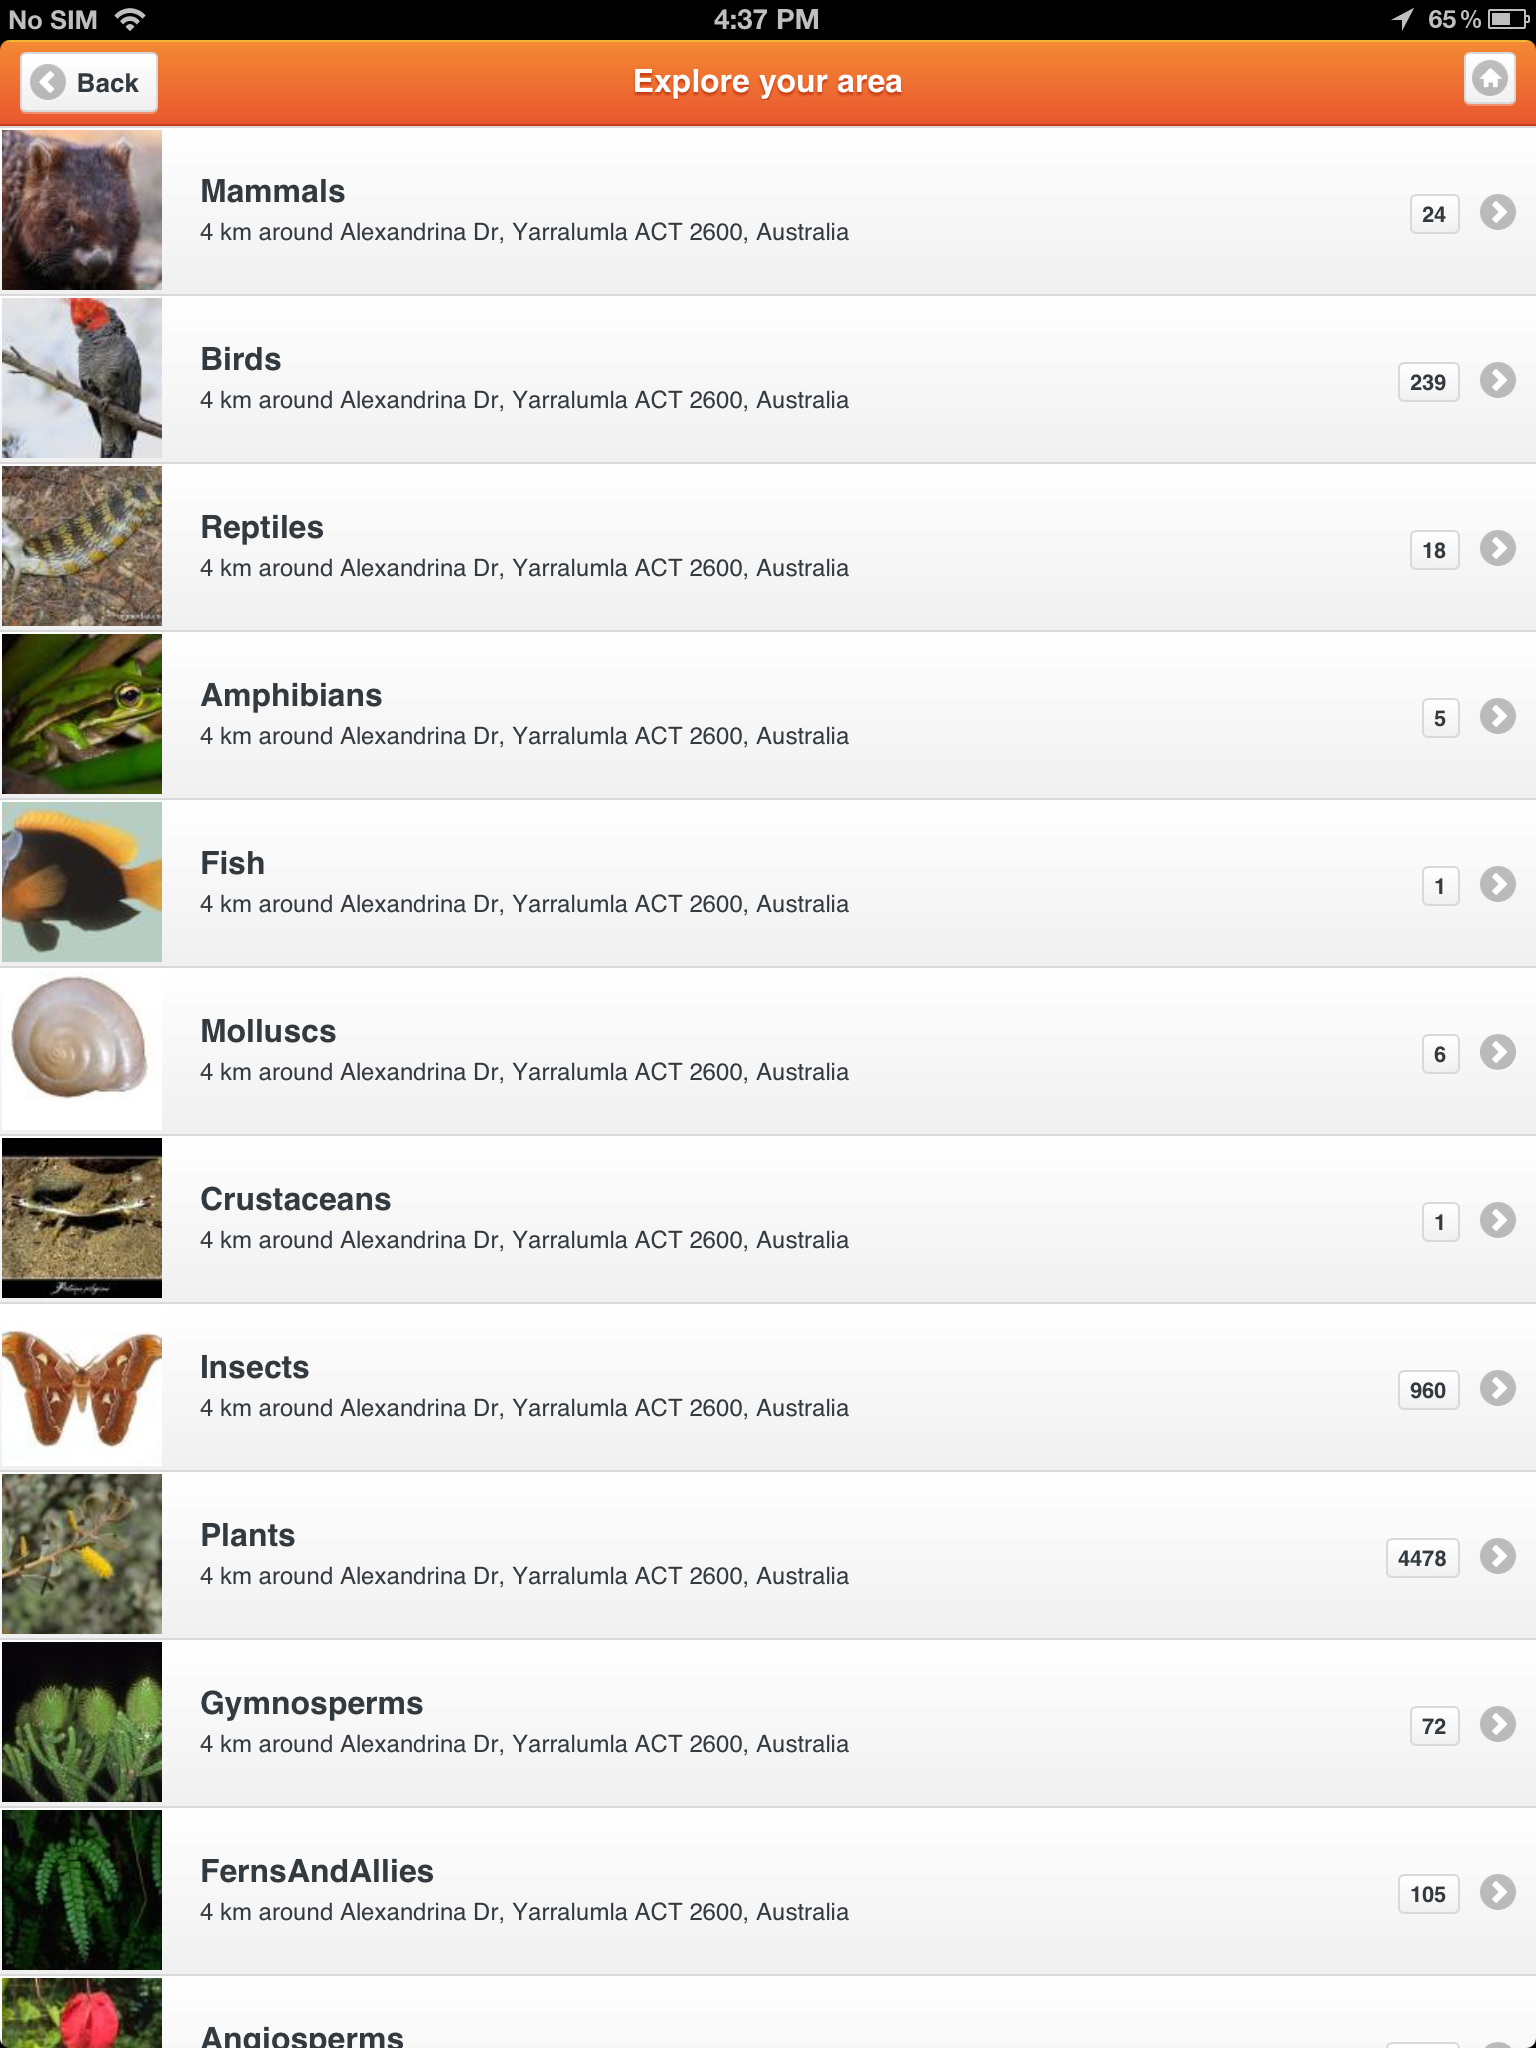 No SIM 4:37 PM 65%
Back Explore your area
Mammals
4 km around Alexandrina Dr, Yarralumla ACT 2600, Australia
24
Birds
4 km around Alexandrina Dr, Yarralumla ACT 2600, Australia
239
Reptiles
4 km around Alexandrina Dr, Yarralumla ACT 2600, Australia
18
Amphibians
4 km around Alexandrina Dr, Yarralumla ACT 2600, Australia
5
Fish
4 km around Alexandrina Dr, Yarralumla ACT 2600, Australia
1
Molluscs
4 km around Alexandrina Dr, Yarralumla ACT 2600, Australia
6
Crustaceans
4 km around Alexandrina Dr, Yarralumla ACT 2600, Australia
1
Insects
4 km around Alexandrina Dr, Yarralumla ACT 2600, Australia
960
Plants
4 km around Alexandrina Dr, Yarralumla ACT 2600, Australia
4478
Gymnosperms
4 km around Alexandrina Dr, Yarralumla ACT 2600, Australia
72
FernsAndAllies
4 km around Alexandrina Dr, Yarralumla ACT 2600, Australia
105
Angiosperms